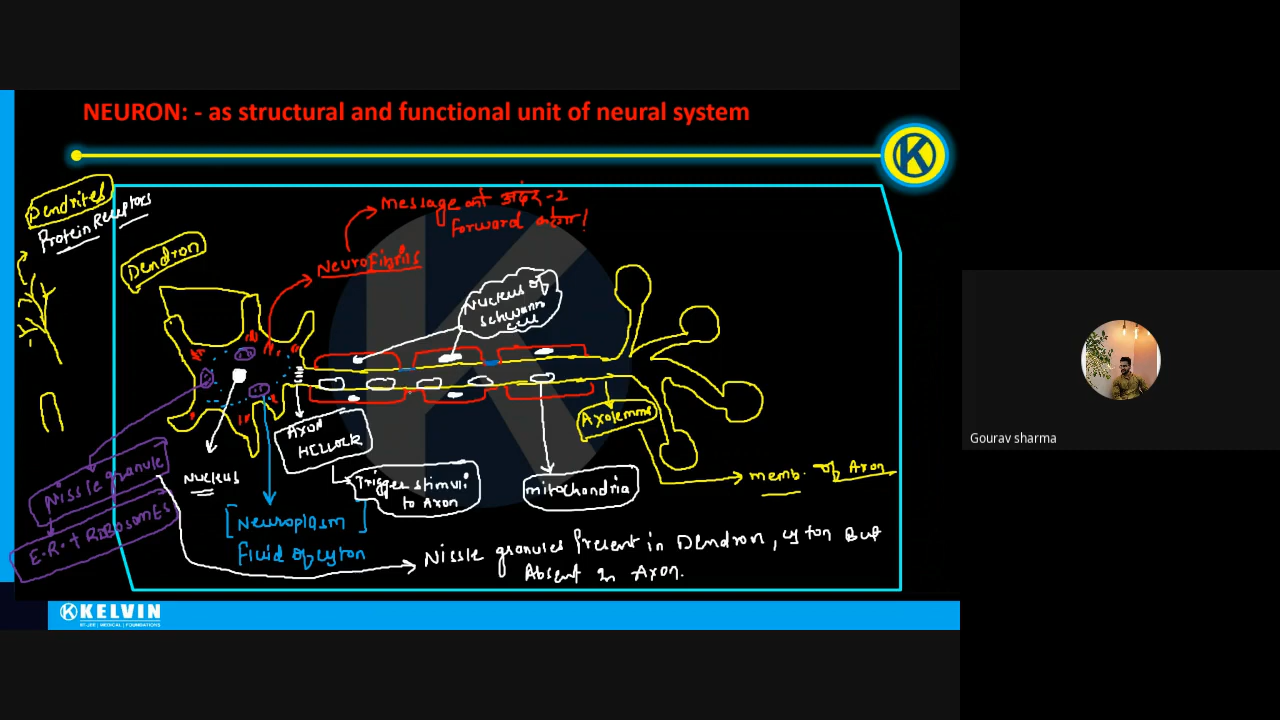 NEURON: - as structural and functional unit of neural system
Dendrites
Protein Receptors
Dendron
Message को अंदर-2
forward करना!
Neurofibrils
Nucleus of
schwann
cell
Axon
HELLOCK
Trigger stimuli
to Axon
mitochondria
Axolemma
memb. of Axon
Nucleus
Nissle granule
E.R. + Ribosomes
[Neuroplasm]
Fluid of cyton
Nissle granules Present in Dendron, cyton But
Absent in Axon.
K
KELVIN
Gourav sharma